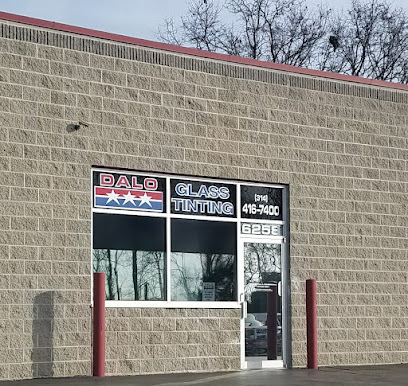 DALO
GLASS
TINTING
(314)
416-7400
625E